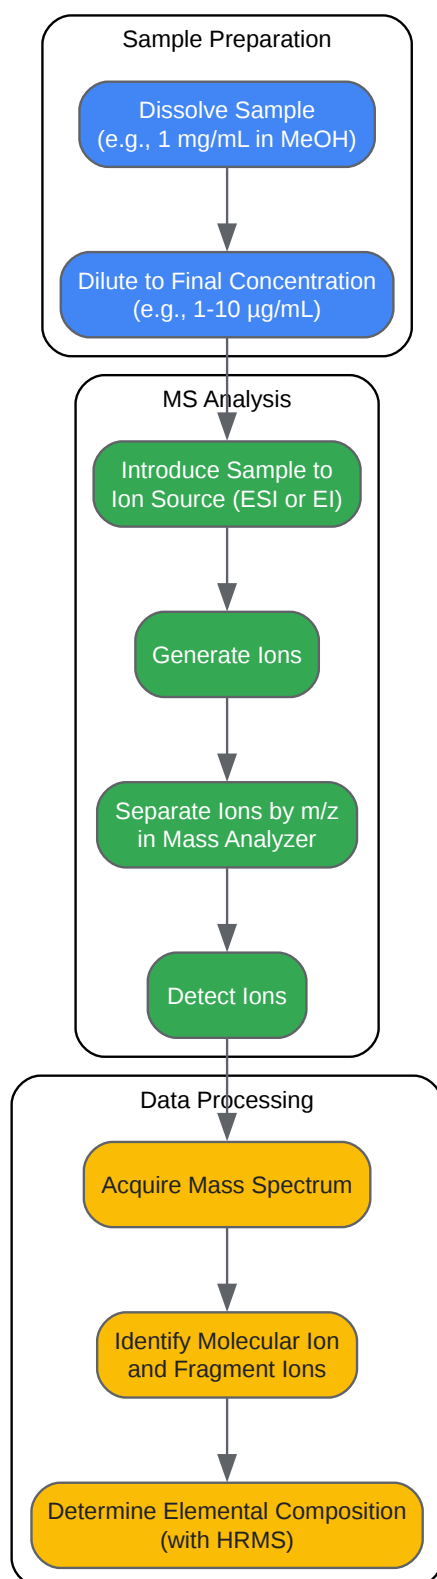 Sample Preparation
Dissolve Sample
(e.g., 1 mg/mL in MeOH)
Dilute to Final Concentration
(e.g., 1-10 µg/mL)
MS Analysis
Introduce Sample to
Ion Source (ESI or EI)
Generate Ions
Separate Ions by m/z
in Mass Analyzer
Detect Ions
Data Processing
Acquire Mass Spectrum
Identify Molecular Ion
and Fragment Ions
Determine Elemental Composition
(with HRMS)